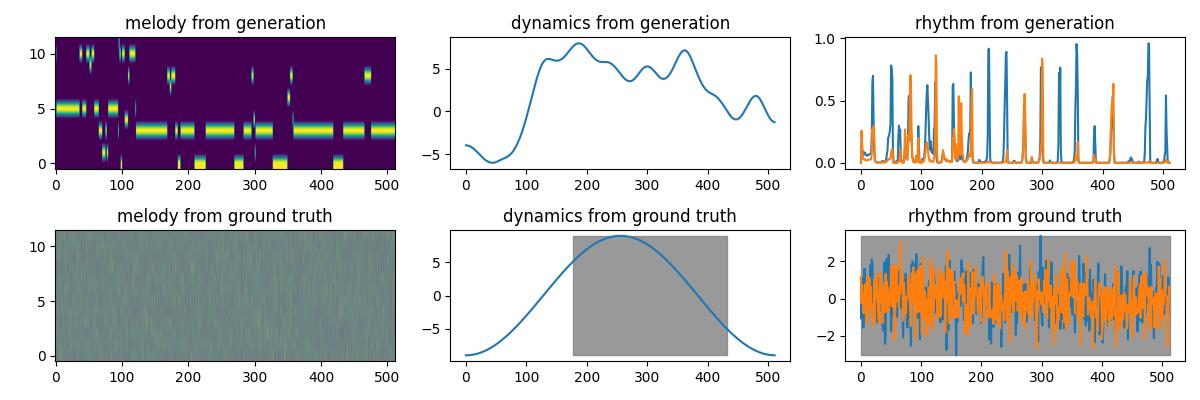 melody from generation
10
5
0
0 100 200 300 400 500
dynamics from generation
5
0
−5
0 100 200 300 400 500
rhythm from generation
1.0
0.5
0.0
0 100 200 300 400 500
melody from ground truth
10
5
0
0 100 200 300 400 500
dynamics from ground truth
5
0
−5
0 100 200 300 400 500
rhythm from ground truth
2
0
−2
0 100 200 300 400 500